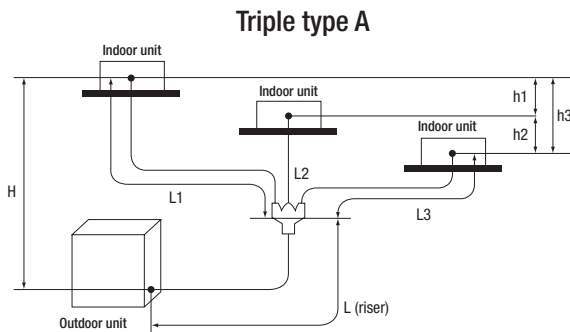 Triple type A
Indoor unit
Indoor unit
h1
h3
Indoor unit
h2
H
L1
L2
L3
L (riser)
Outdoor unit